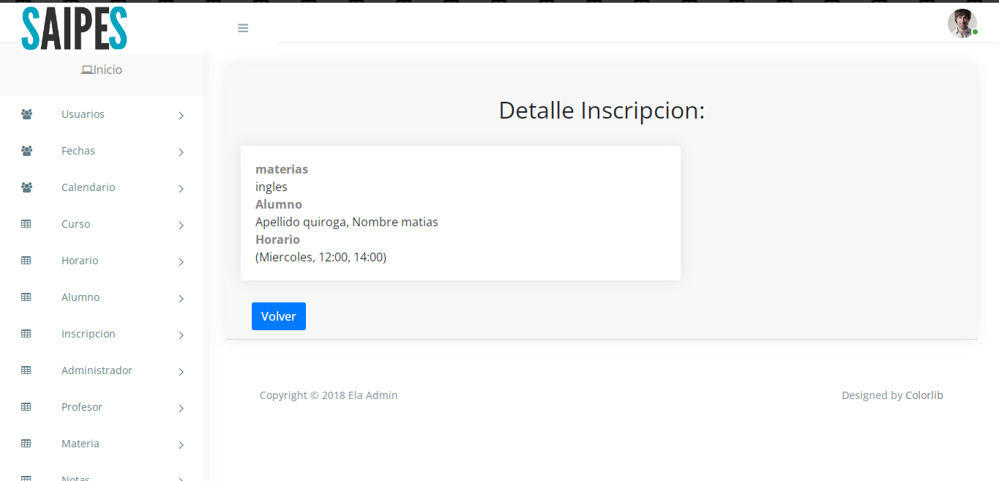 SAIPES
Inicio
Usuarios
Fechas
Calendario
Curso
Horario
Alumno
Inscripcion
Administrador
Profesor
Materia
Notas
Detalle Inscripcion:
materias
ingles
Alumno
Apellido quiroga, Nombre matias
Horario
(Miercoles, 12:00, 14:00)
Volver
Copyright © 2018 Ela Admin
Designed by Colorlib